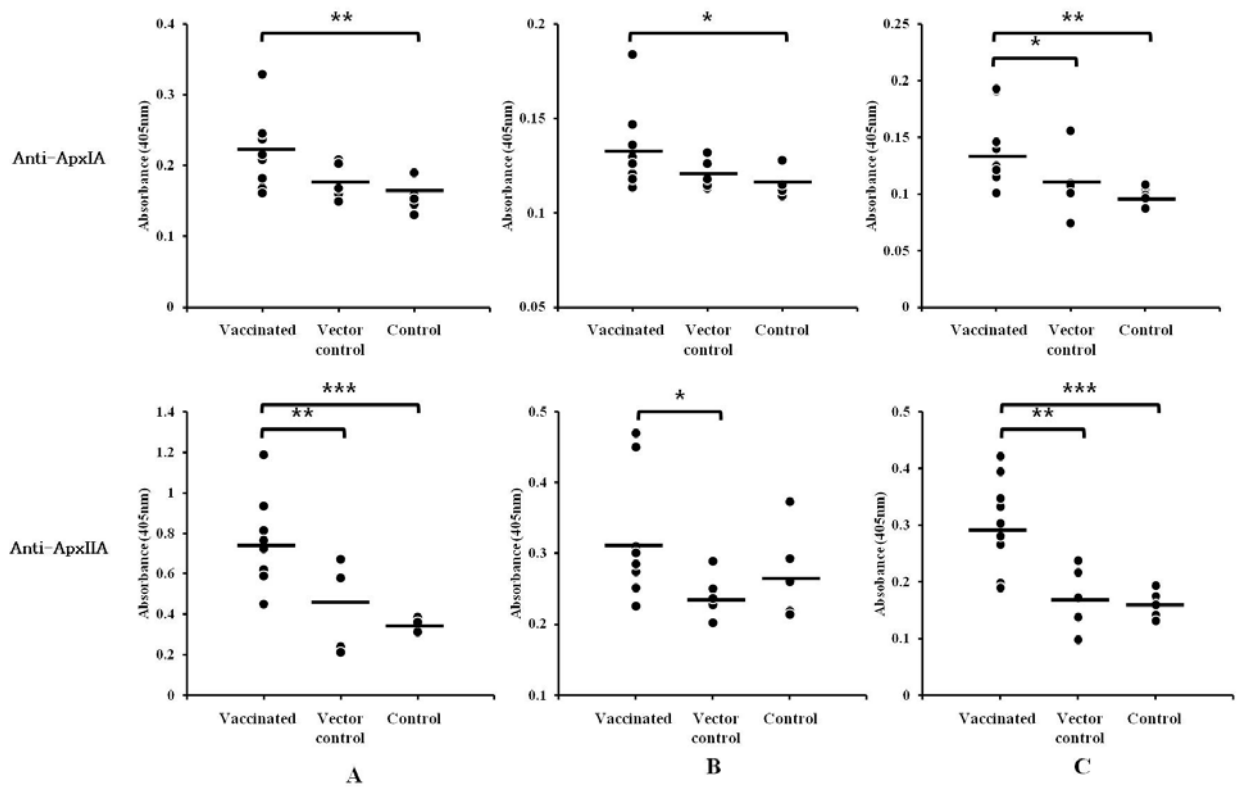 Anti-ApxIA
Absorbance (405nm)
0.4
0.3
0.2
0.1
0
**
Vaccinated Vector control Control
Absorbance (405nm)
0.2
0.15
0.1
0.05
*
Vaccinated Vector control Control
Absorbance (405nm)
0.25
0.2
0.15
0.1
0.05
0
**
*
Vaccinated Vector control Control
Anti-ApxIIA
Absorbance (405nm)
1.4
1.2
1
0.8
0.6
0.4
0.2
0
***
**
Vaccinated Vector control Control
A
Absorbance (405nm)
0.5
0.4
0.3
0.2
0.1
*
Vaccinated Vector control Control
B
Absobance (405nm)
0.5
0.4
0.3
0.2
0.1
0
***
**
Vaccinated Vector control Control
C